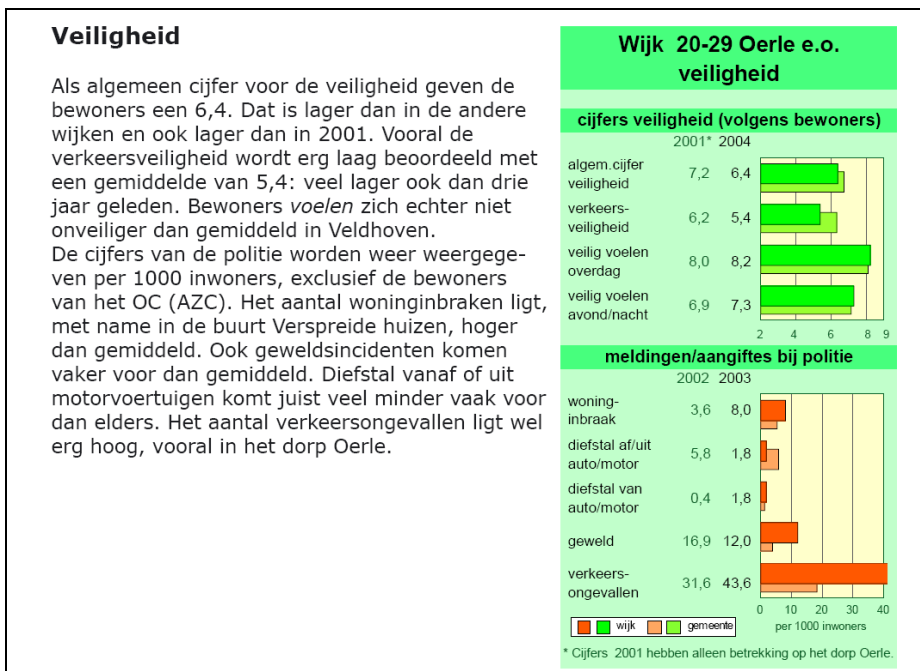 Veiligheid
Als algemeen cijfer voor de veiligheid geven de
bewoners een 6,4. Dat is lager dan in de andere
wijken en ook lager dan in 2001. Vooral de
verkeersveiligheid wordt erg laag beoordeeld met
een gemiddelde van 5,4: veel lager ook dan drie
jaar geleden. Bewoners voelen zich echter niet
onveiliger dan gemiddeld in Veldhoven.
De cijfers van de politie worden weer weergege-
ven per 1000 inwoners, exclusief de bewoners
van het OC (AZC). Het aantal woninginbraken ligt,
met name in de buurt Verspreide huizen, hoger
dan gemiddeld. Ook geweldsincidenten komen
vaker voor dan gemiddeld. Diefstal vanaf of uit
motorvoertuigen komt juist veel minder vaak voor
dan elders. Het aantal verkeersongevallen ligt wel
erg hoog, vooral in het dorp Oerle.
Wijk 20-29 Oerle e.o.
veiligheid
cijfers veiligheid (volgens bewoners)
2001* 2004
algem.cijfer
veiligheid 7,2 6,4
verkeers-
veiligheid 6,2 5,4
veilig voelen
overdag 8,0 8,2
veilig voelen
avond/nacht 6,9 7,3
2 4 6 8 9
meldingen/aangiftes bij politie
2002 2003
woning-
inbraak 3,6 8,0
diefstal af/uit
auto/motor 5,8 1,8
diefstal van
auto/motor 0,4 1,8
geweld 16,9 12,0
verkeers-
ongevallen 31,6 43,6
0 10 20 30 40
per 1000 inwoners
wijk gemeente
* Cijfers 2001 hebben alleen betrekking op het dorp Oerle.